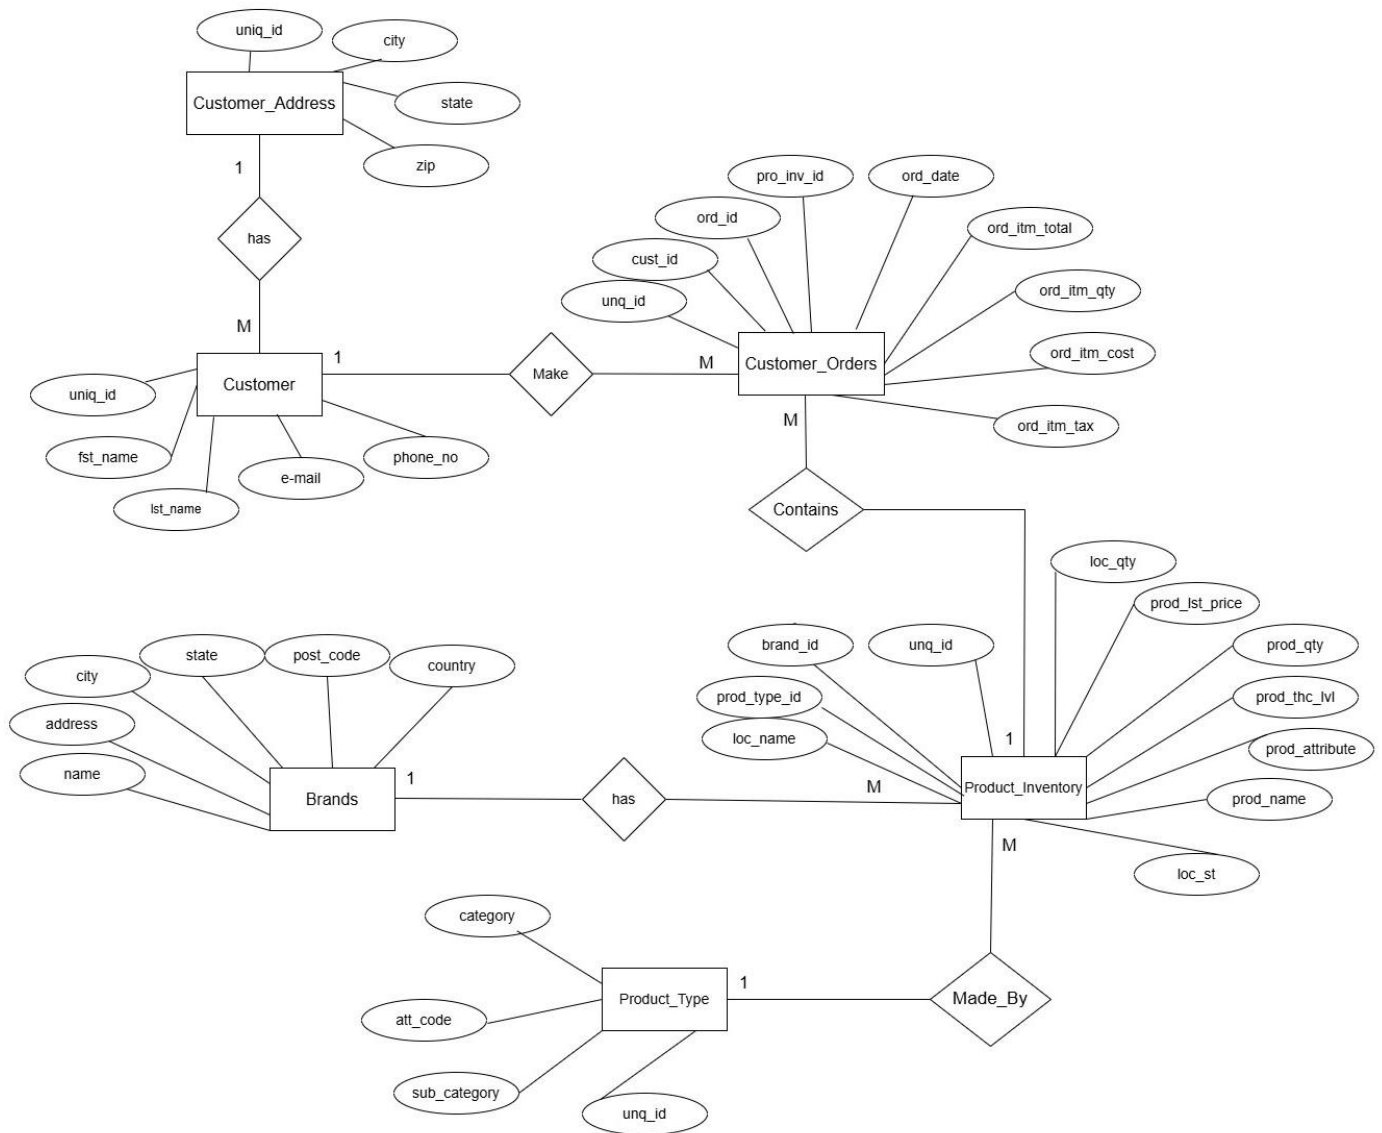 uniq_id
city
Customer_Address
state
zip
1
has
M
pro_inv_id
ord_date
ord_id
ord_itm_total
cust_id
unq_id
ord_itm_qty
ord_itm_cost
Customer_Orders
ord_itm_tax
1
Make
M
M
Customer
uniq_id
fst_name
lst_name
e-mail
phone_no
Contains
loc_qty
prod_lst_price
brand_id
unq_id
prod_qty
prod_type_id
prod_thc_lvl
loc_name
prod_attribute
1
Product_Inventory
prod_name
loc_st
M
M
state
post_code
country
city
address
name
Brands
1
has
category
Product_Type
1
Made_By
att_code
sub_category
unq_id